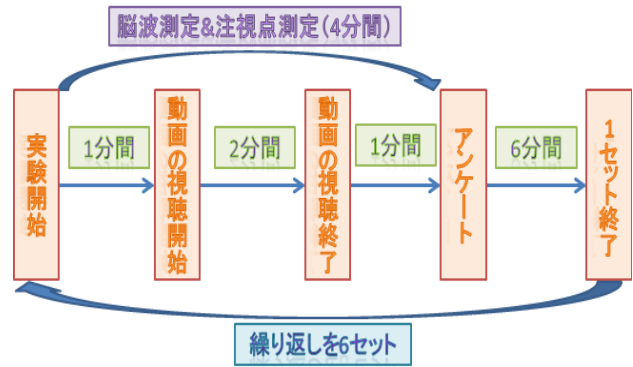 脳波測定&注視点測定(4分間)
実験開始
1分間
動画の視聴開始
2分間
動画の視聴終了
1分間
アンケート
6分間
1セット終了
繰り返しを6セット